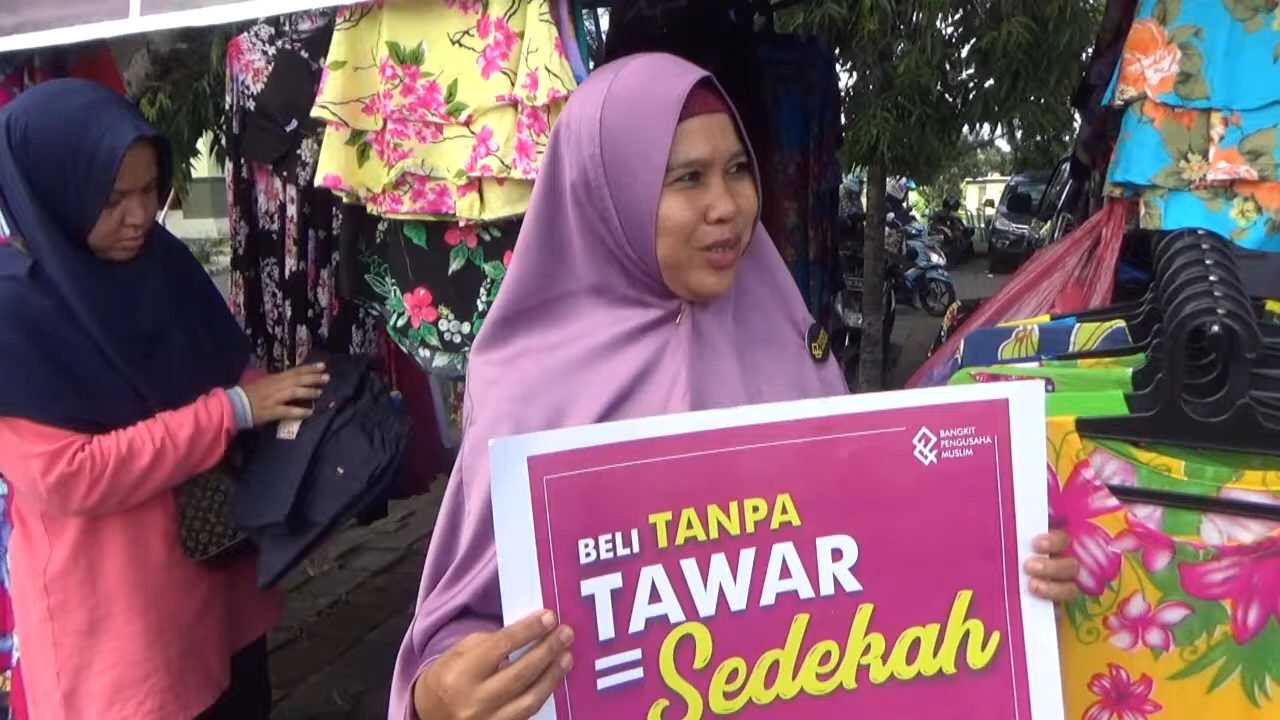 BANGKIT
PENGUSAHA
MUSLIM
BELI TANPA
TAWAR
= Sedekah